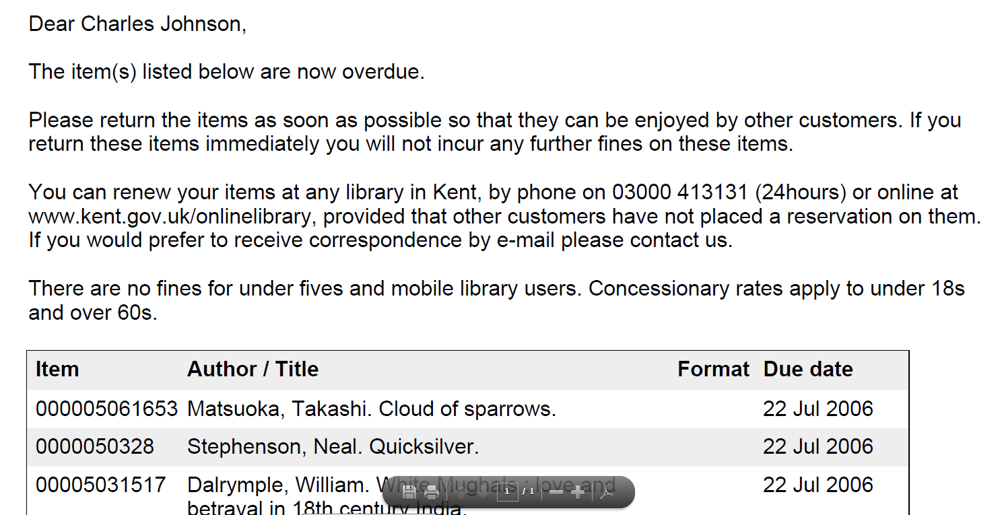 Dear Charles Johnson,
The item(s) listed below are now overdue.
Please return the items as soon as possible so that they can be enjoyed by other customers. If you
return these items immediately you will not incur any further fines on these items.
You can renew your items at any library in Kent, by phone on 03000 413131 (24hours) or online at
www.kent.gov.uk/onlinelibrary, provided that other customers have not placed a reservation on them.
If you would prefer to receive correspondence by e-mail please contact us.
There are no fines for under fives and mobile library users. Concessionary rates apply to under 18s
and over 60s.
Item Author / Title Format Due date
000005061653 Matsuoka, Takashi. Cloud of sparrows. 22 Jul 2006
0000050328 Stephenson, Neal. Quicksilver. 22 Jul 2006
00005031517 Dalrymple, William. White Mughals : love and 22 Jul 2006
1 / 1
betrayal in 18th century India.